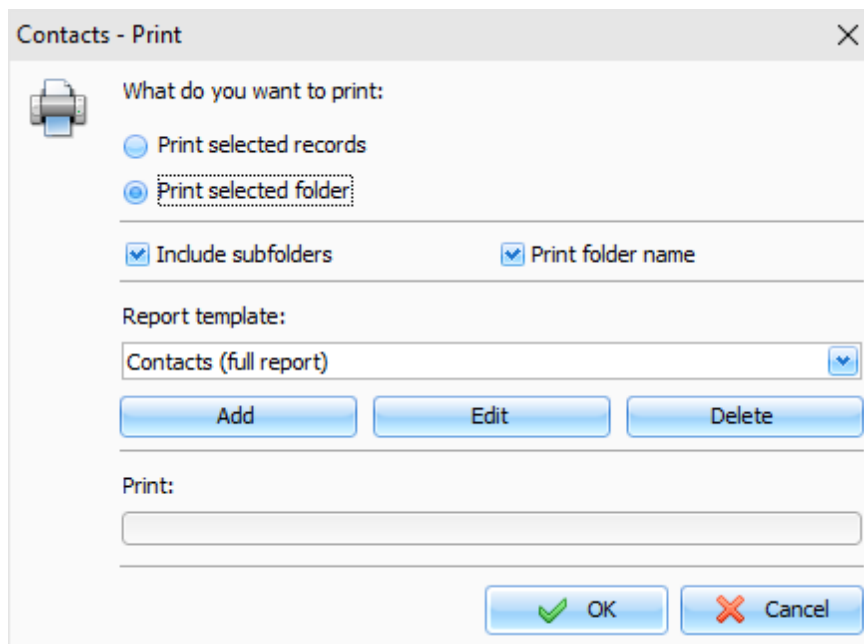 Contacts - Print
What do you want to print:
Print selected records
Print selected folder
Include subfolders Print folder name
Report template:
Contacts (full report)
Add Edit Delete
Print:
OK Cancel